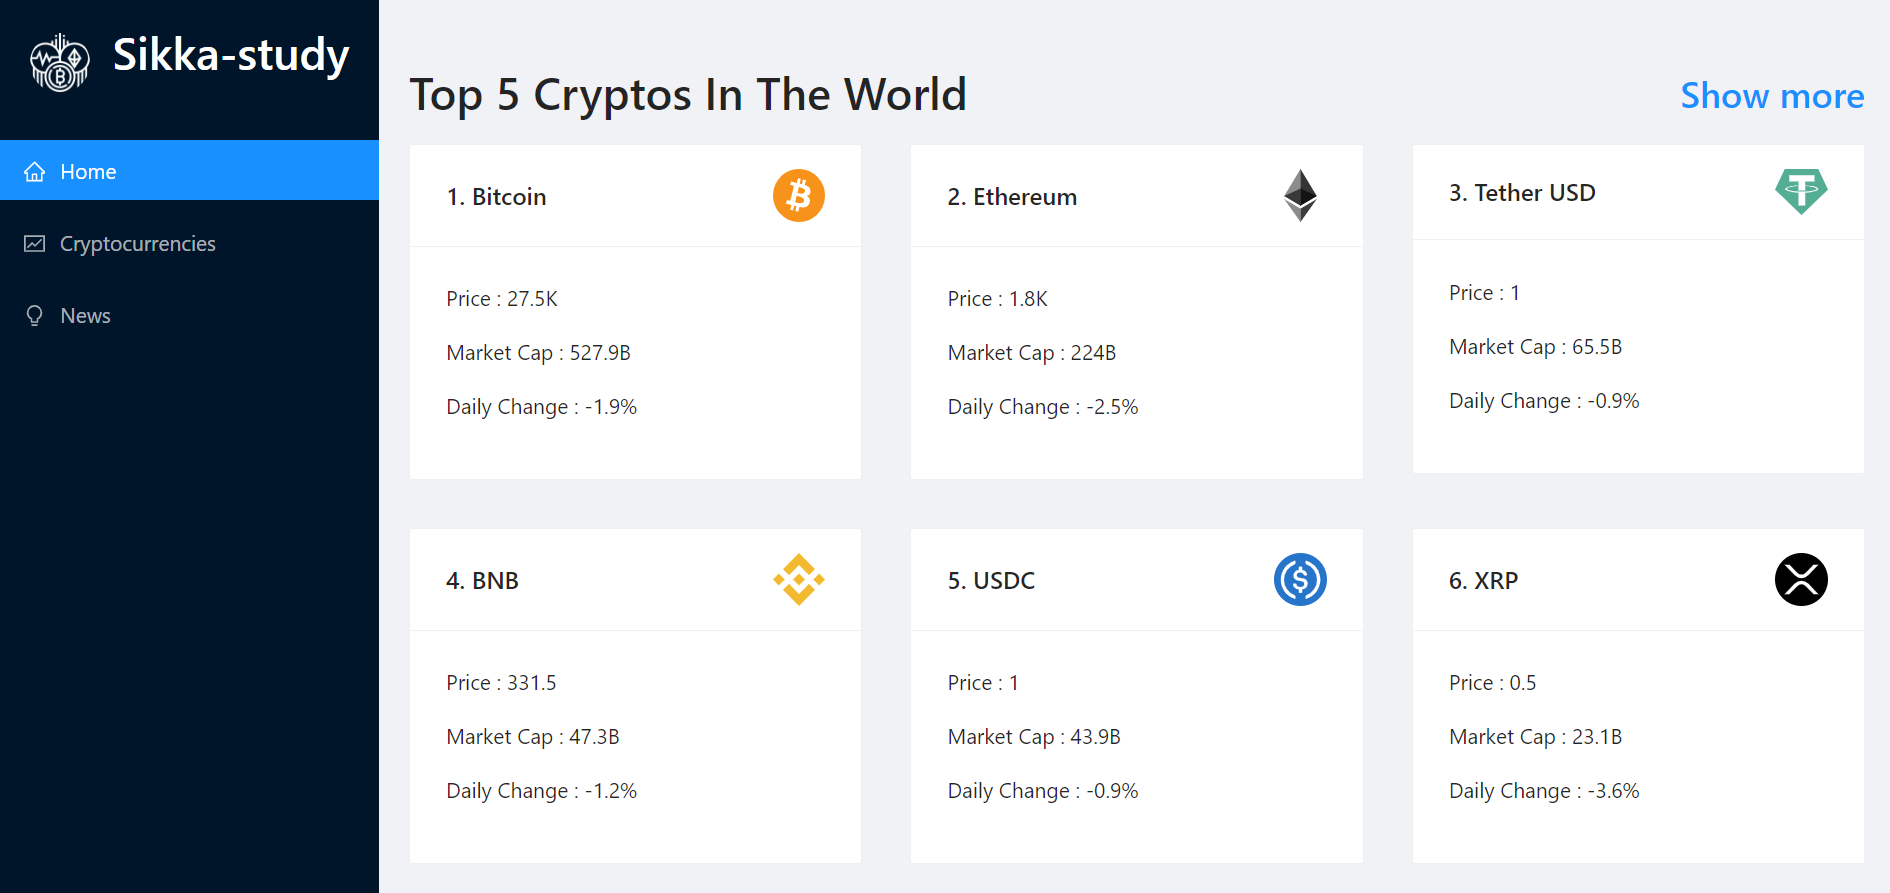 Sikka-study
Home
Cryptocurrencies
News
Top 5 Cryptos In The World
Show more
1. Bitcoin
Price : 27.5K
Market Cap : 527.9B
Daily Change : -1.9%
2. Ethereum
Price : 1.8K
Market Cap : 224B
Daily Change : -2.5%
3. Tether USD
Price : 1
Market Cap : 65.5B
Daily Change : -0.9%
4. BNB
Price : 331.5
Market Cap : 47.3B
Daily Change : -1.2%
5. USDC
Price : 1
Market Cap : 43.9B
Daily Change : -0.9%
6. XRP
Price : 0.5
Market Cap : 23.1B
Daily Change : -3.6%